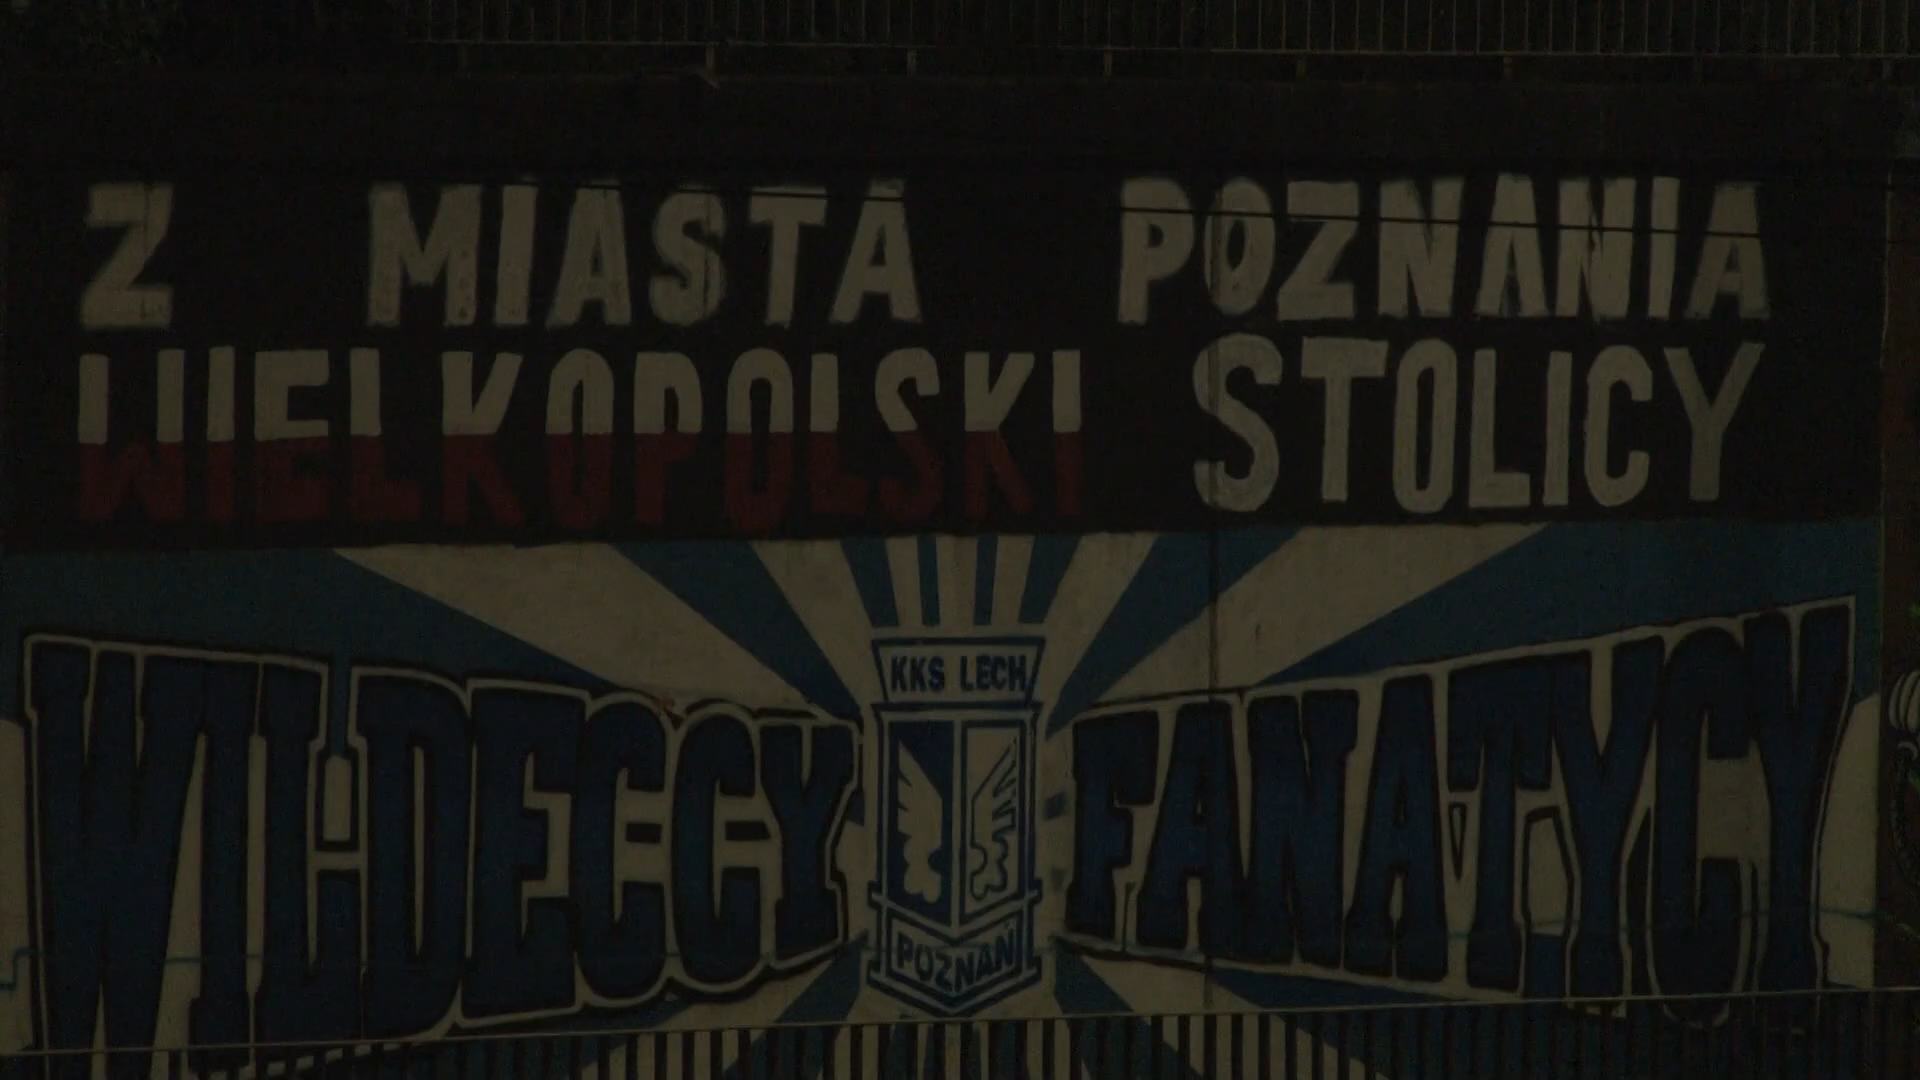 Z MIASTA POZNANIA
WIELKOPOLSKI STOLICY
WILDECCY
KKS LECH
POZNAŃ
FANATYCY